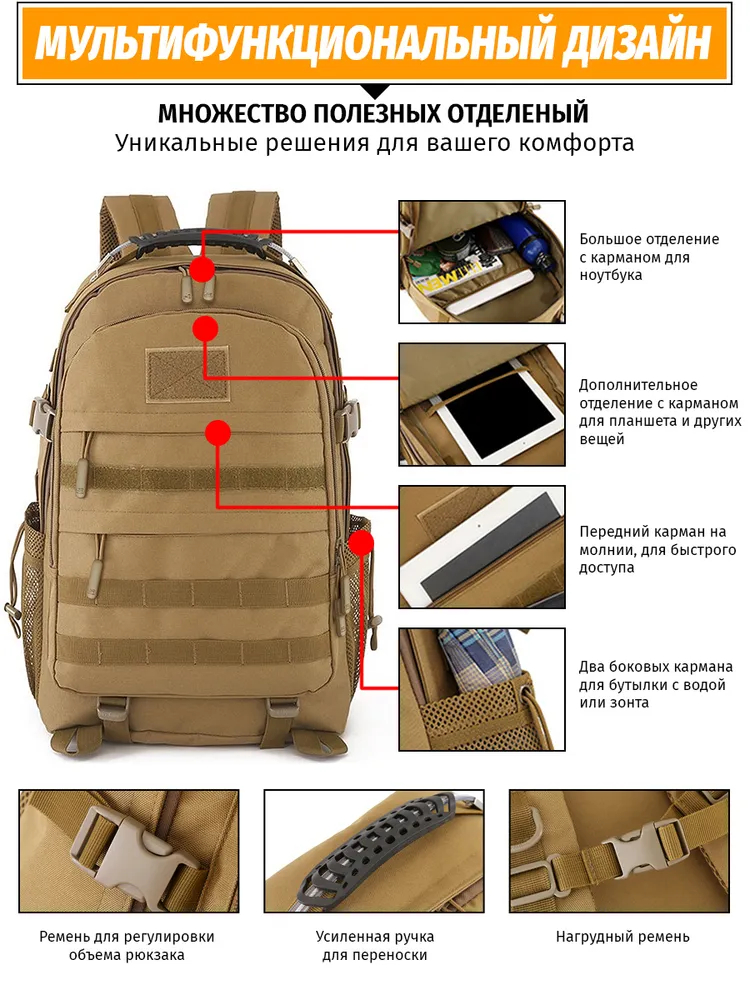 МУЛЬТИФУНКЦИОНАЛЬНЫЙ ДИЗАЙН
МНОЖЕСТВО ПОЛЕЗНЫХ ОТДЕЛЕНЫЙ
Уникальные решения для вашего комфорта
Большое отделение
с карманом для
ноутбука
Дополнительное
отделение с карманом
для планшета и других
вещей
Передний карман на
молнии, для быстрого
доступа
Два боковых кармана
для бутылки с водой
или зонта
Ремень для регулировки
объема рюкзака
Усиленная ручка
для переноски
Нагрудный ремень